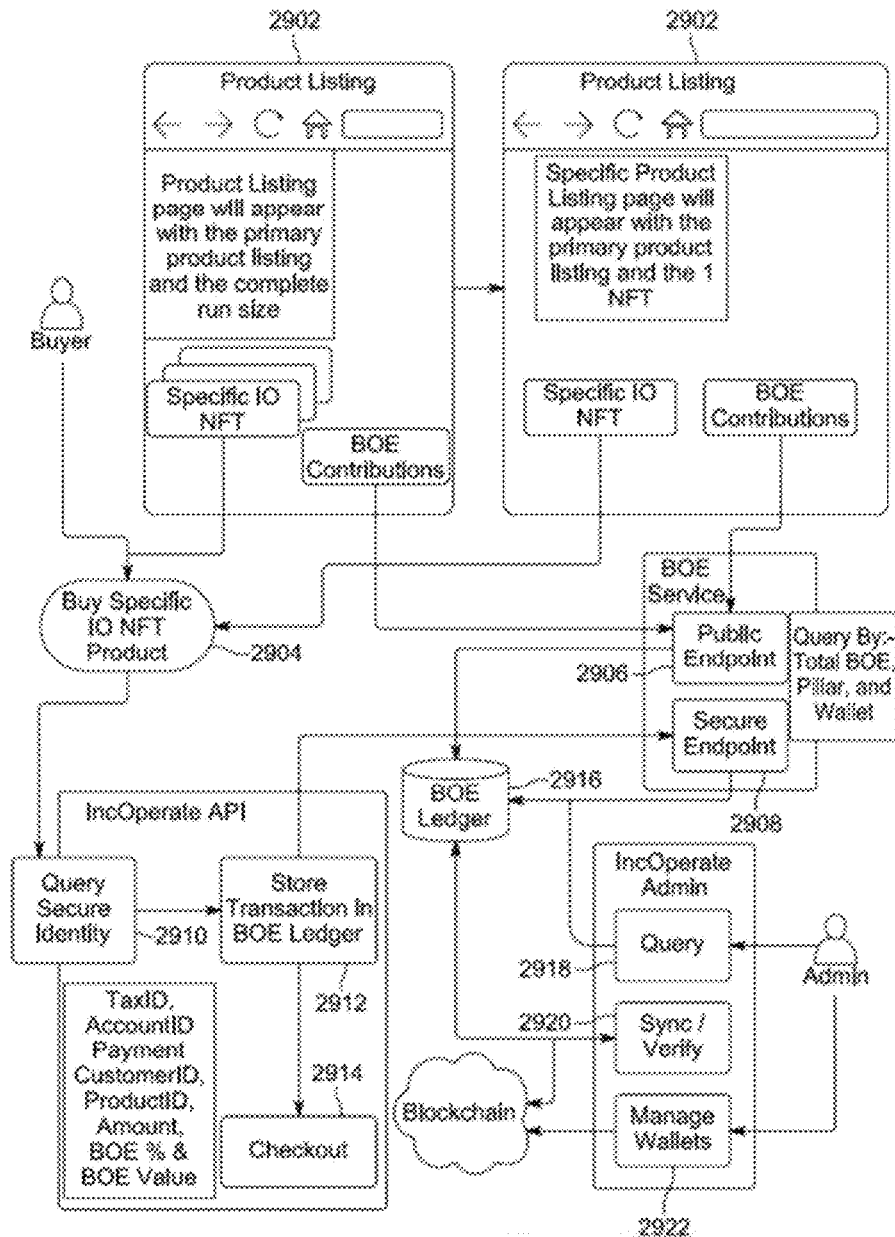 2902
2902
Product Listing
Product Listing
Product Listing
page will appear
with the primary
product listing
and the complete
run size
Specific Product
Listing page will
appear with the
primary product
listing and the 1
NFT
Buyer
Specific IO
NFT
BOE
Contributions
Specific IO
NFT
BOE
Contributions
Buy Specific
IO NFT
Product
2904
BOE
Service
Public
Endpoint
2906
Query By:~
Total BOE,
Pillar, and
Wallet
Secure
Endpoint
2908
BOE
Ledger
2916
IncOperate API
Query
Secure
Identity
2910
Store
Transaction In
BOE Ledger
2912
TaxID,
AccountID
Payment
CustomerID,
ProductID,
Amount,
BOE % &
BOE Value
2914
Checkout
IncOperate
Admin
Query
2918
Admin
2920
Sync /
Verify
Blockchain
Manage
Wallets
2922